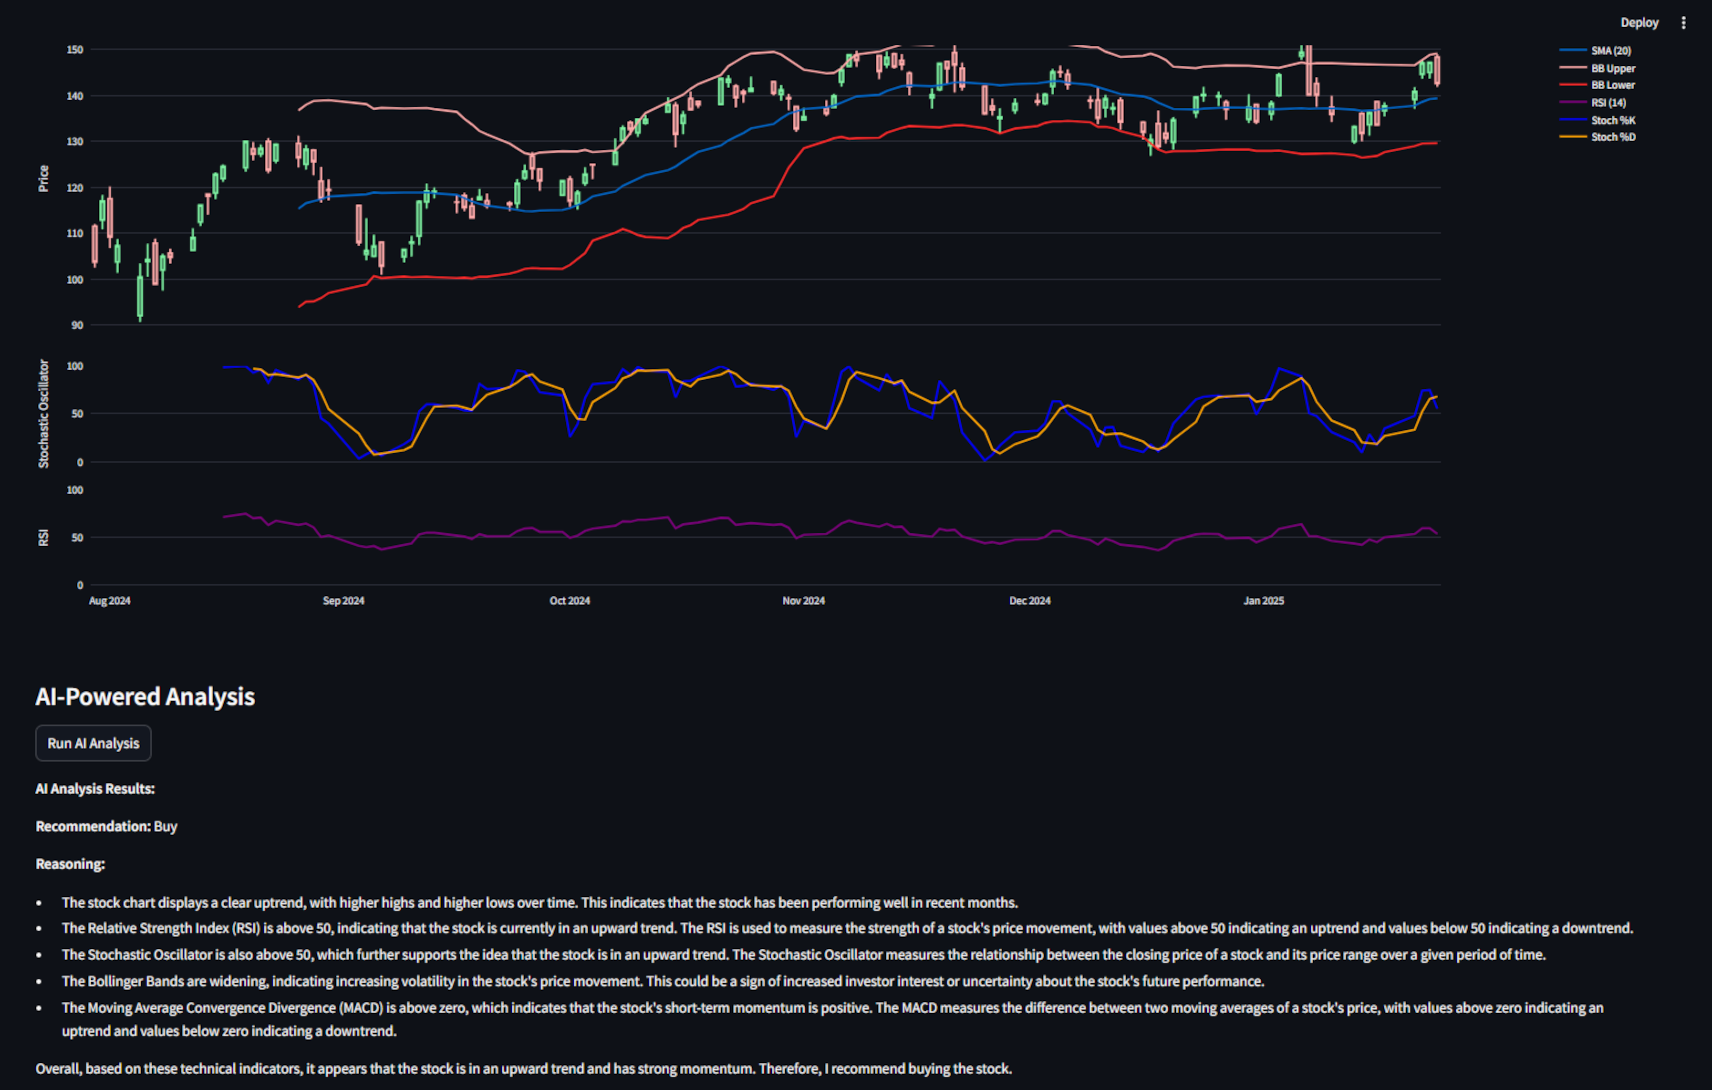 Deploy
150
140
130
120
110
100
90
Price
SMA (20)
BB Upper
BB Lower
RSI (14)
Stoch %K
Stoch %D
100
50
0
Stochastic Oscillator
100
50
0
RSI
Aug 2024
Sep 2024
Oct 2024
Nov 2024
Dec 2024
Jan 2025
AI-Powered Analysis
Run AI Analysis
AI Analysis Results:
Recommendation: Buy
Reasoning:
• The stock chart displays a clear uptrend, with higher highs and higher lows over time. This indicates that the stock has been performing well in recent months.
• The Relative Strength Index (RSI) is above 50, indicating that the stock is currently in an upward trend. The RSI is used to measure the strength of a stock's price movement, with values above 50 indicating an uptrend and values below 50 indicating a downtrend.
• The Stochastic Oscillator is also above 50, which further supports the idea that the stock is in an upward trend. The Stochastic Oscillator measures the relationship between the closing price of a stock and its price range over a given period of time.
• The Bollinger Bands are widening, indicating increasing volatility in the stock's price movement. This could be a sign of increased investor interest or uncertainty about the stock's future performance.
• The Moving Average Convergence Divergence (MACD) is above zero, which indicates that the stock's short-term momentum is positive. The MACD measures the difference between two moving averages of a stock's price, with values above zero indicating an
uptrend and values below zero indicating a downtrend.
Overall, based on these technical indicators, it appears that the stock is in an upward trend and has strong momentum. Therefore, I recommend buying the stock.